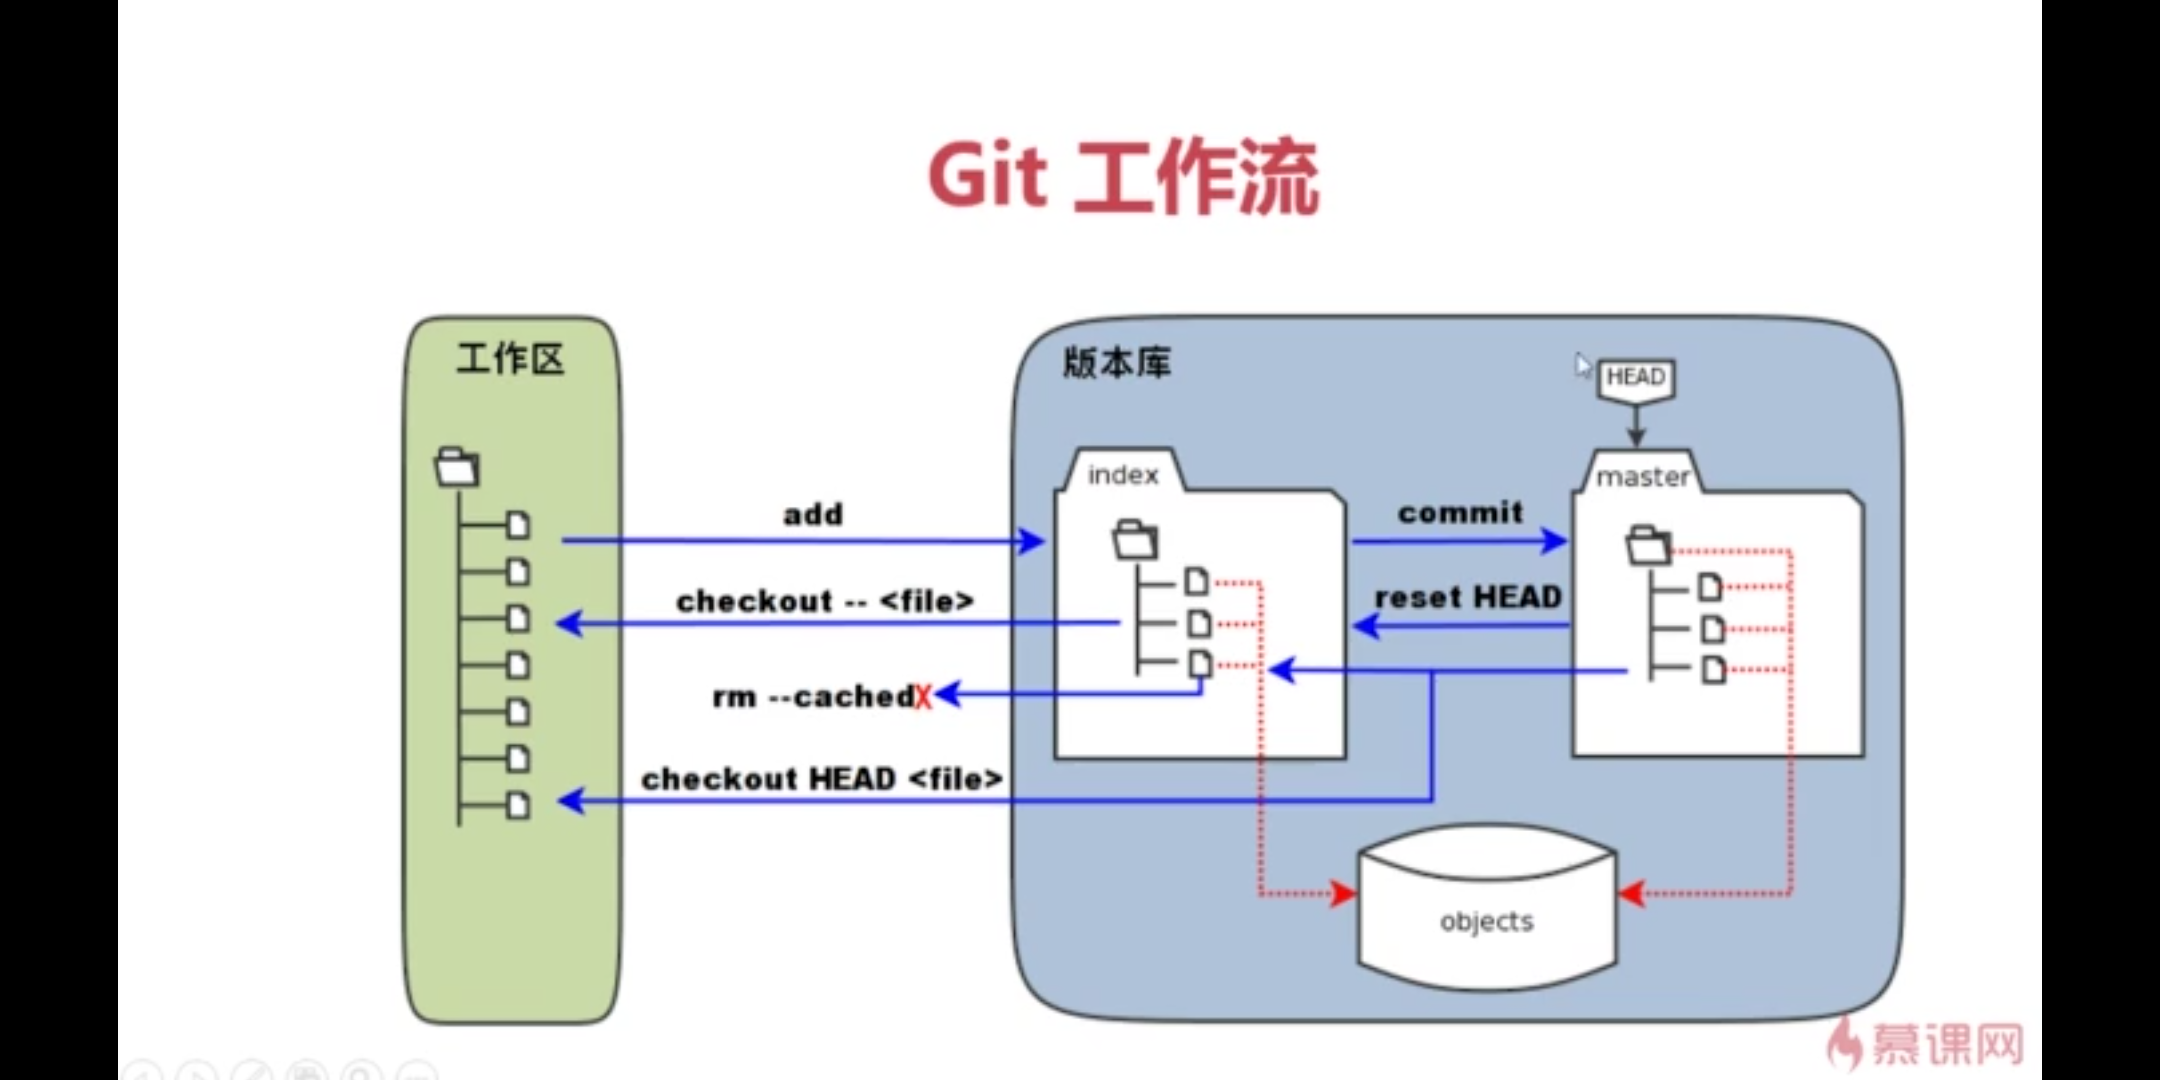 Git 工作流
工作区
版本库
HEAD
index
master
add
commit
checkout -- <file>
reset HEAD
rm --cachedX
checkout HEAD <file>
objects
慕课网